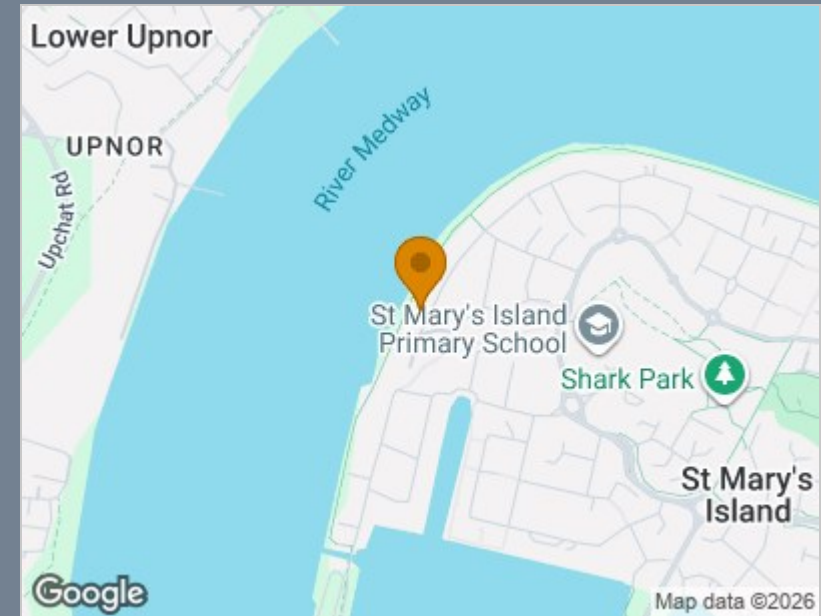 Lower Upnor
UPNOR
Upchat Rd
River Medway
St Mary's Island
Primary School
Shark Park
St Mary's
Island
Google
Map data ©2026